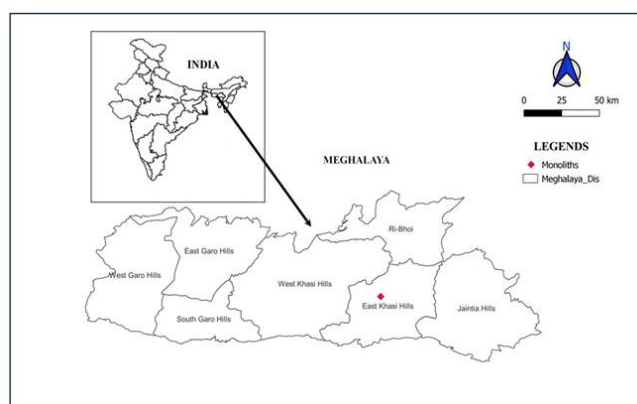 INDIA
N
0 25 50 km
MEGHALAYA
LEGENDS
Monoliths
Meghalaya_Dis
Ri-Bhoi
East Garo Hills
West Garo Hills
West Khasi Hills
East Khasi Hills
Jaintia Hills
South Garo Hills